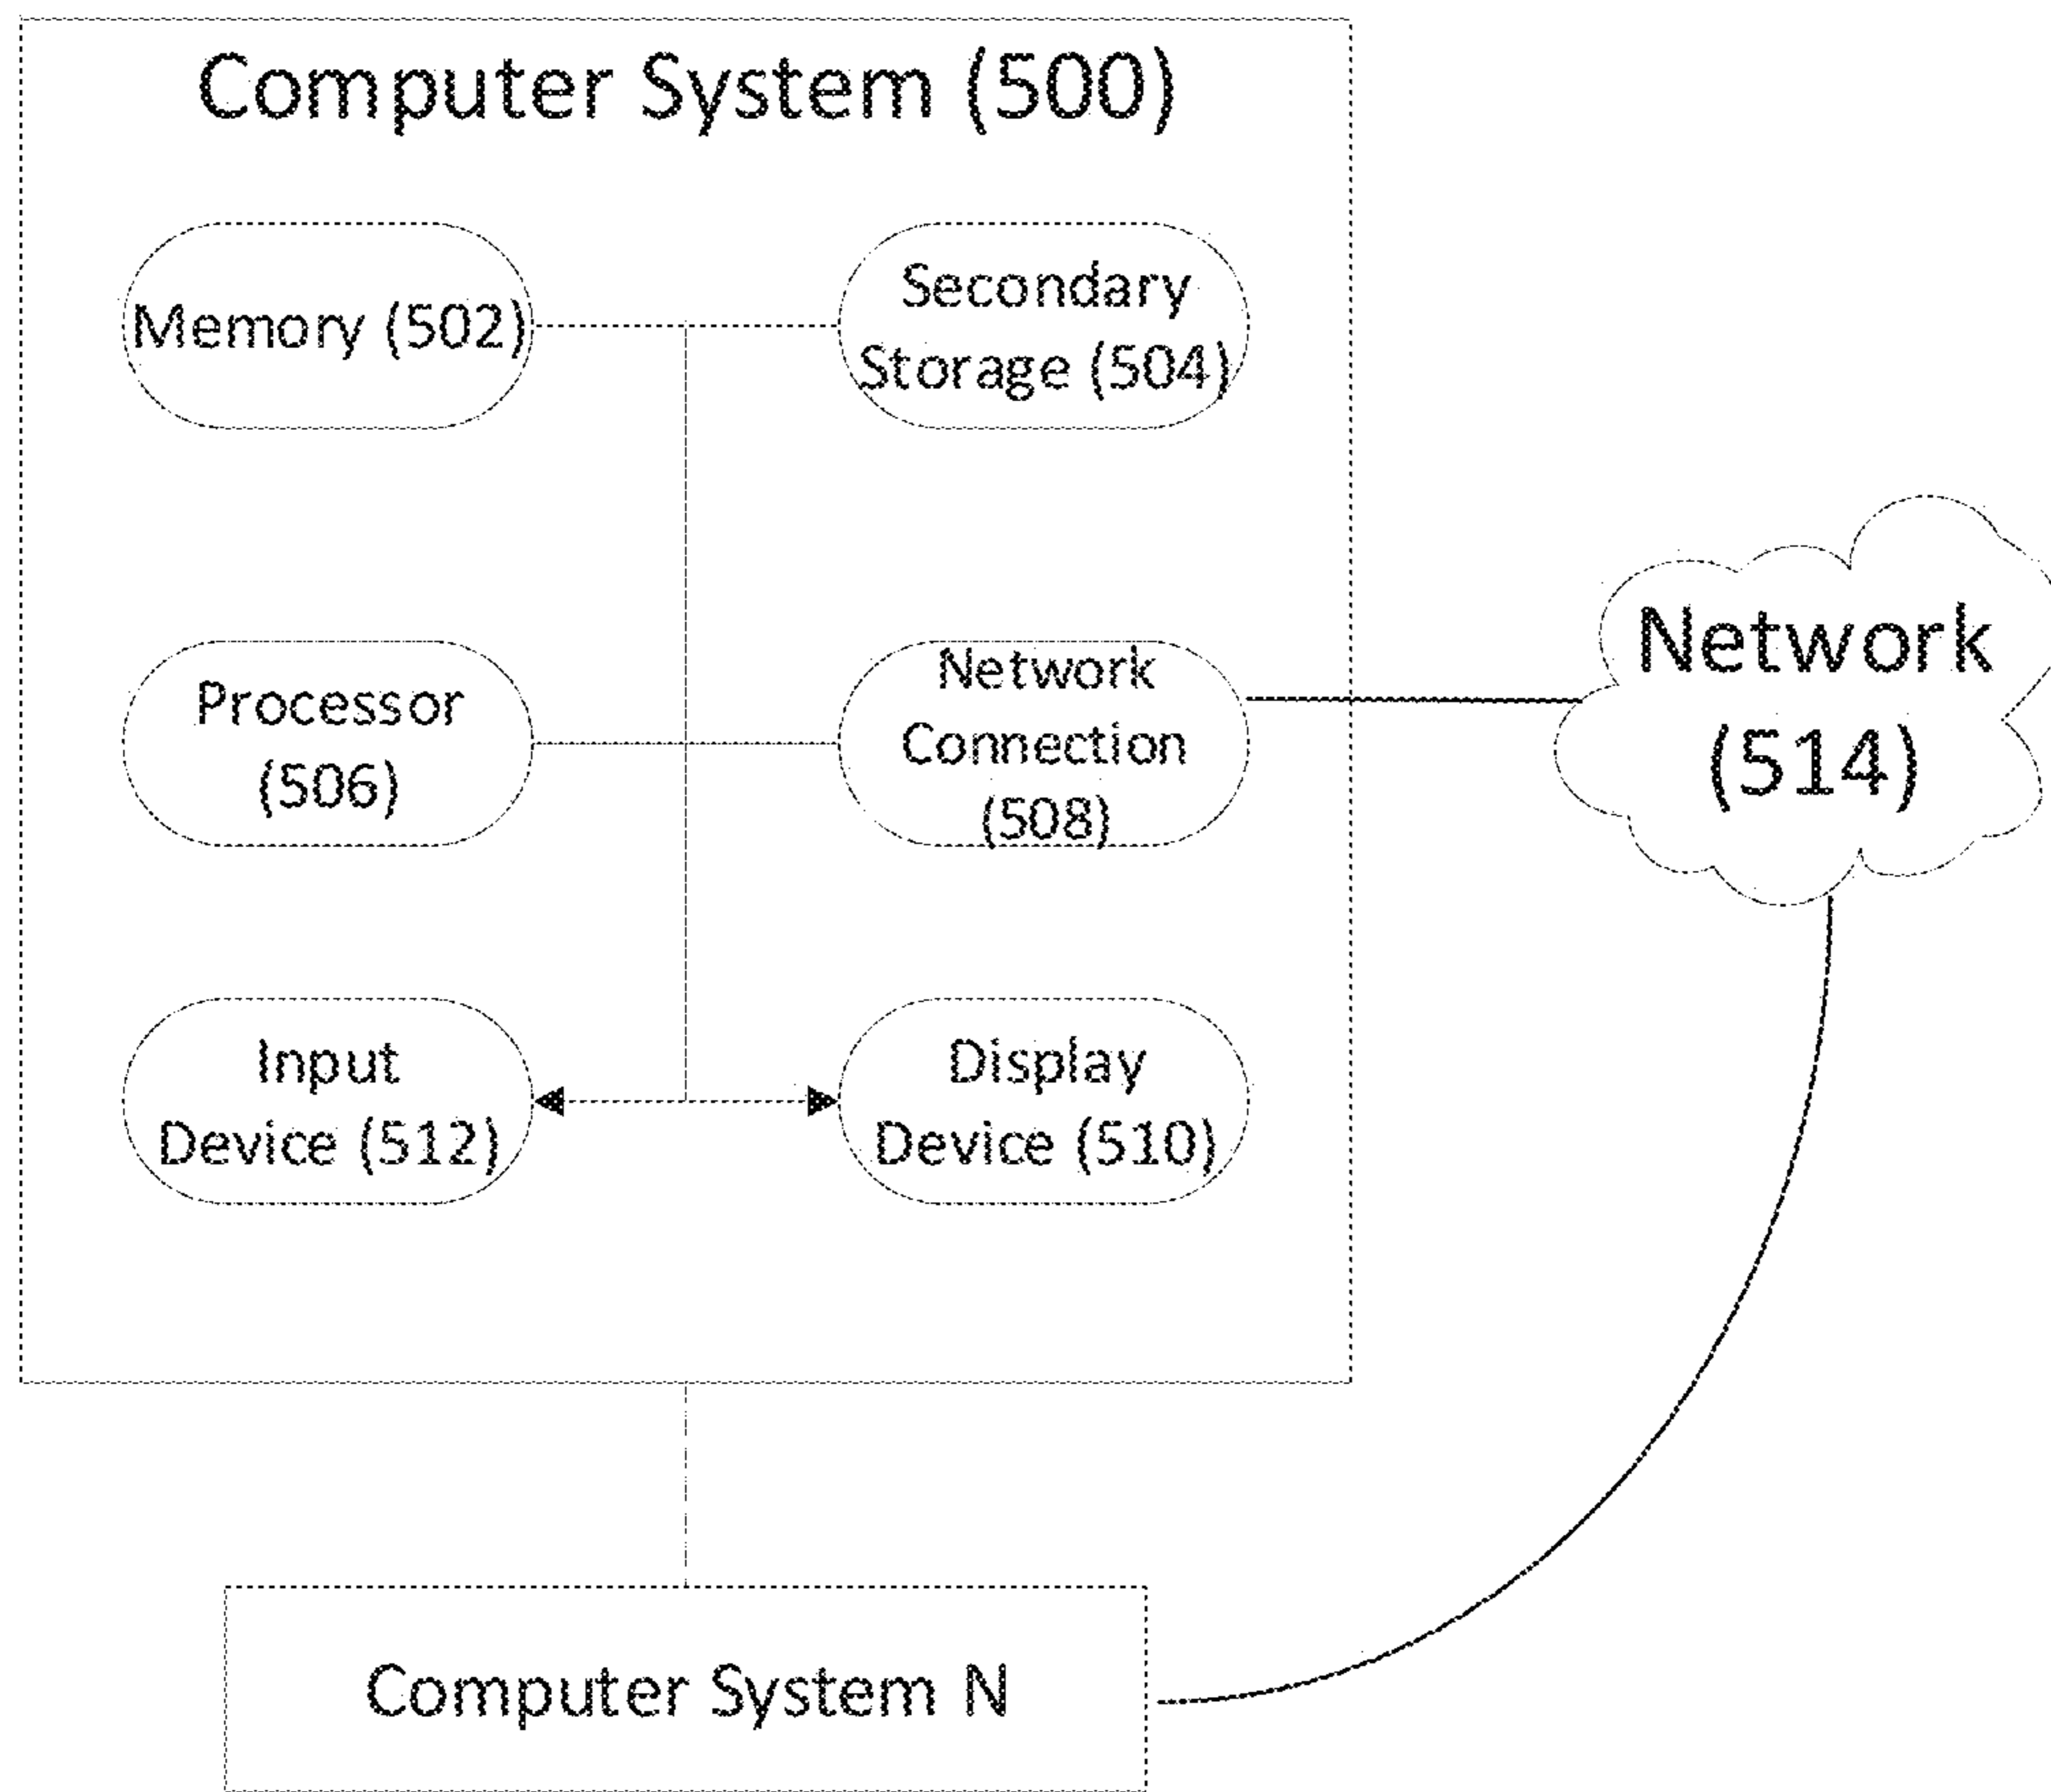 Computer System (500)
Memory (502)
Secondary
Storage (504)
Processor
(506)
Network
Connection
(508)
Network
(514)
Input
Device (512)
Display
Device (510)
Computer System N